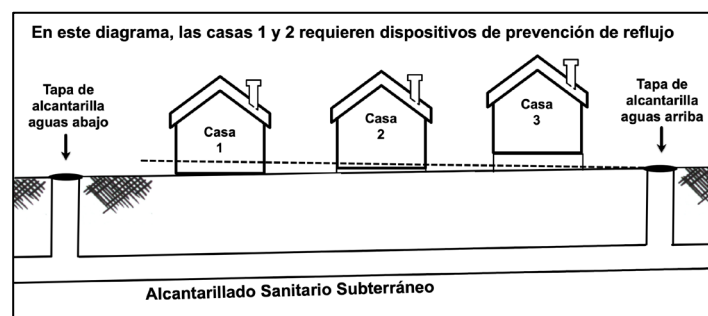 En este diagrama, las casas 1 y 2 requieren dispositivos de prevención de reflujo
Tapa de
alcantarilla
aguas abajo
Casa
1
Casa
2
Casa
3
Tapa de
alcantarilla
aguas arriba
Alcantarillado Sanitario Subterráneo